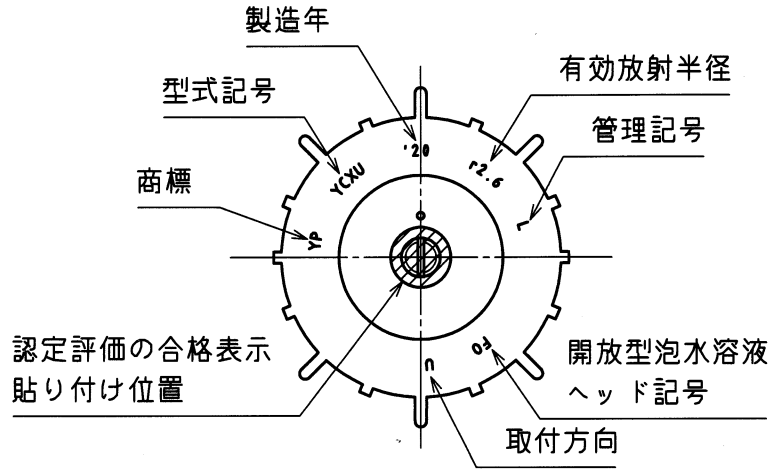 製造年
有効放射半径
型式記号
管理記号
商標
'20
r2.6
YCXU
L
YP
認定評価の合格表示
貼り付け位置
FO
U
開放型泡水溶液
ヘッド記号
取付方向